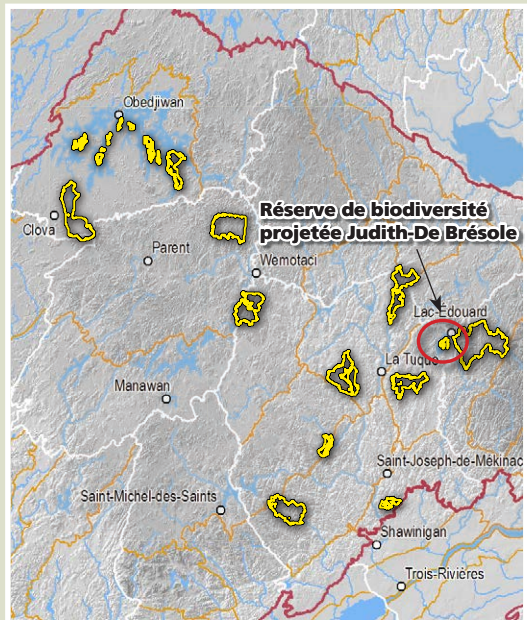 Obedjiwan
Clova
Parent
Réserve de biodiversité
projetée Judith-De Brésole
Wemotaci
Lac-Édouard
La Tuque
Manawan
Saint-Joseph-de-Mékinac
Saint-Michel-des-Saints
Shawinigan
Trois-Rivières